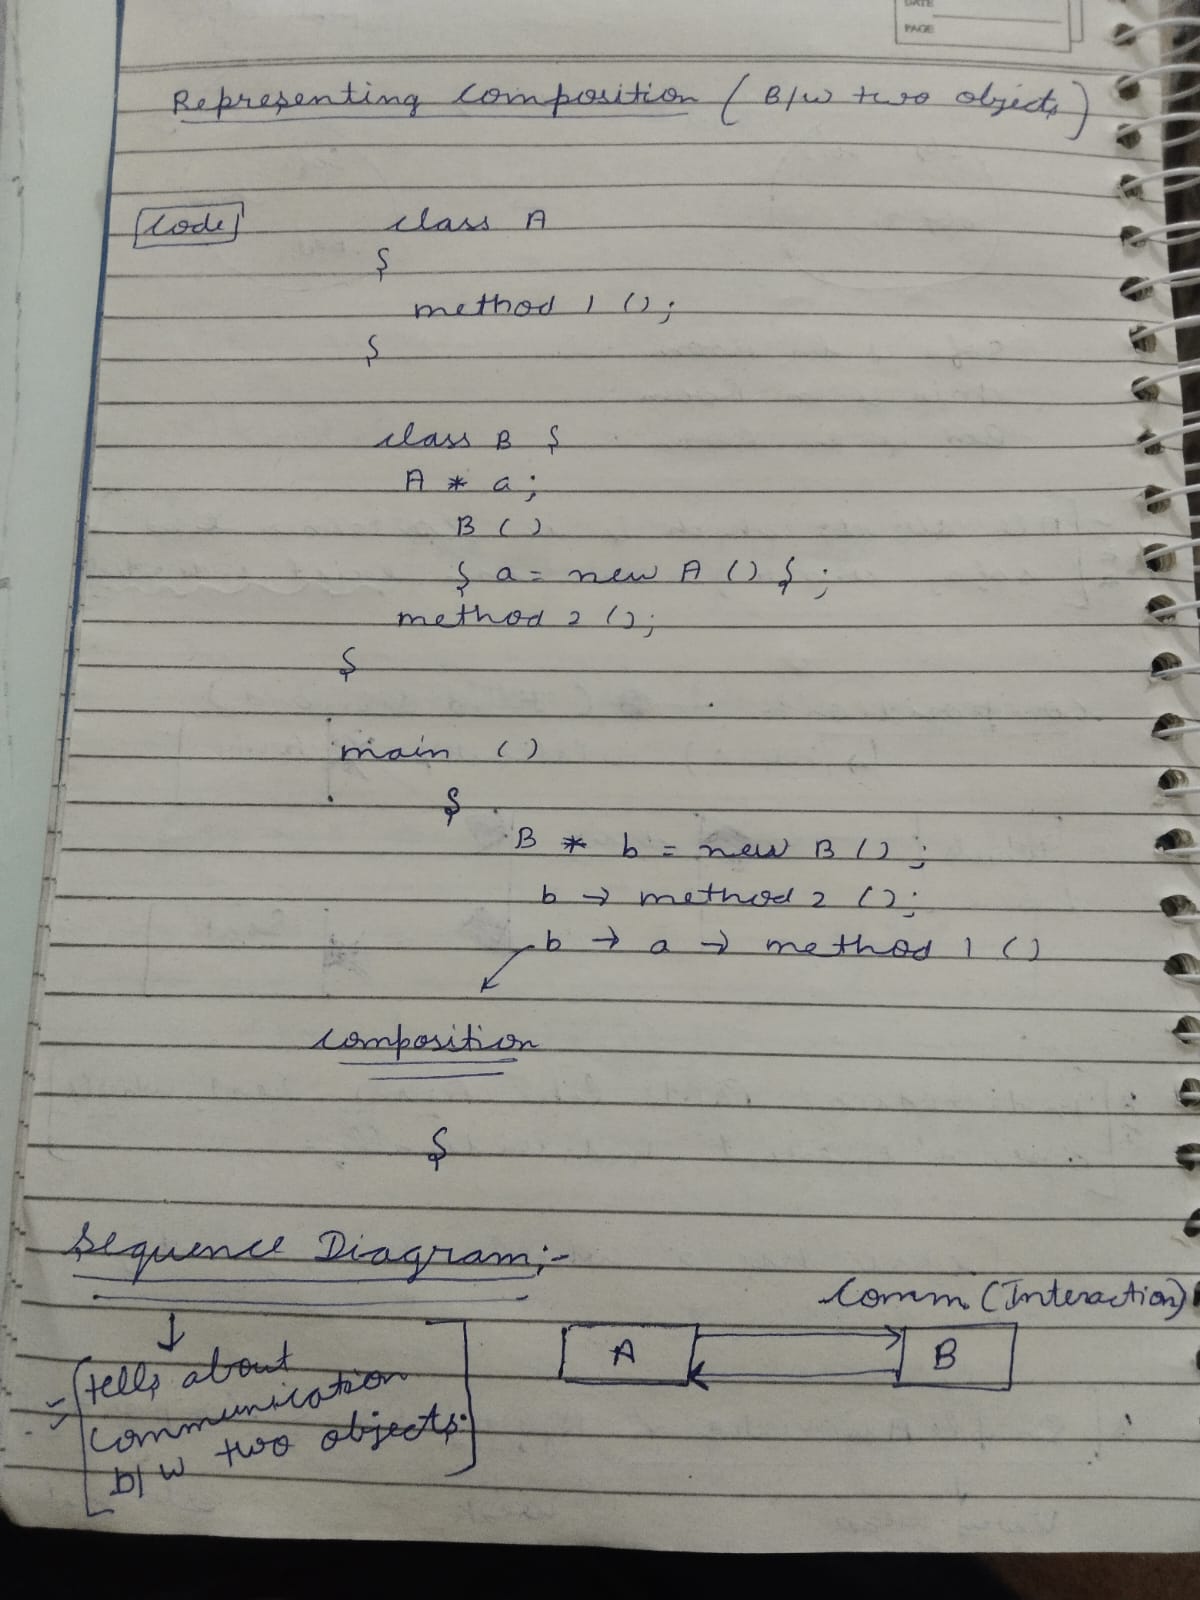 DATE
PAGE
Representing Composition ( B/w two objects )
Code
class A
{
method 1 ();
}
class B {
A * a;
B ()
{ a = new A () } ;
method 2 ();
}
main ()
{
B * b = new B () ;
b → method 2 ();
b → a → method 1 ()
composition
}
Sequence Diagram :-
Comm. (Interaction)
A B
tells about
communication
b/w two objects.